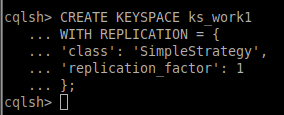 cqlsh> CREATE KEYSPACE ks_work1
... WITH REPLICATION = {
... 'class': 'SimpleStrategy',
... 'replication_factor': 1
... };
cqlsh>